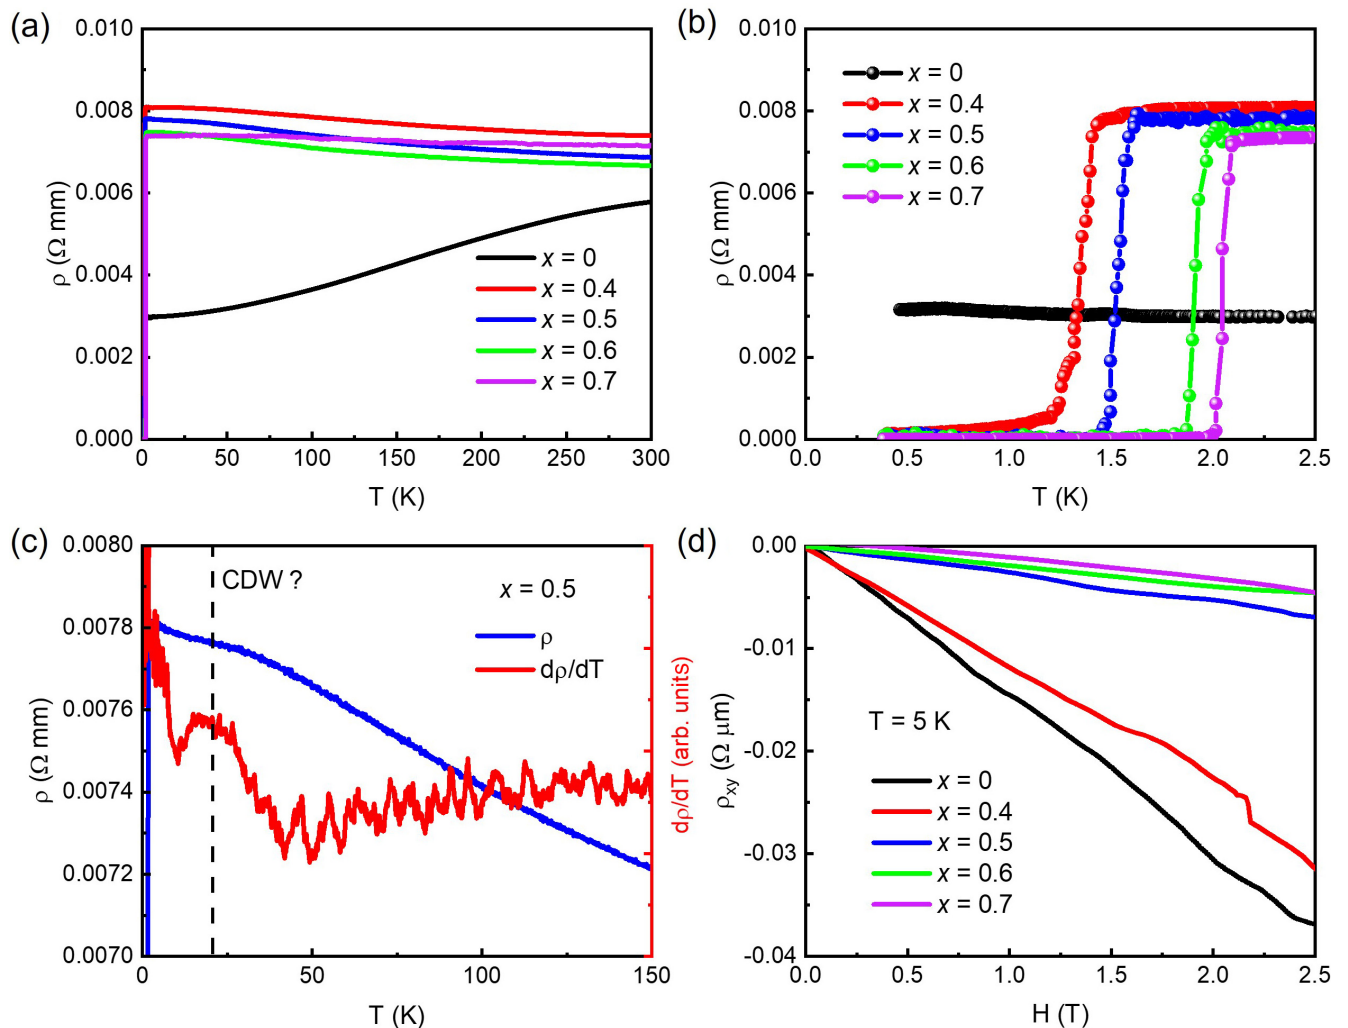 (a)
0.010
0.008
0.006
0.004
0.002
0.000
ρ (Ω mm)
0 50 100 150 200 250 300
T (K)
x = 0
x = 0.4
x = 0.5
x = 0.6
x = 0.7
(b)
0.010
0.008
0.006
0.004
0.002
0.000
ρ (Ω mm)
0.0 0.5 1.0 1.5 2.0 2.5
T (K)
x = 0
x = 0.4
x = 0.5
x = 0.6
x = 0.7
(c)
0.0080
0.0078
0.0076
0.0074
0.0072
0.0070
ρ (Ω mm)
0 50 100 150
T (K)
CDW ?
x = 0.5
ρ
dρ/dT
dρ/dT (arb. units)
(d)
0.00
-0.01
-0.02
-0.03
-0.04
ρxy (Ω μm)
0.0 0.5 1.0 1.5 2.0 2.5
H (T)
T = 5 K
x = 0
x = 0.4
x = 0.5
x = 0.6
x = 0.7